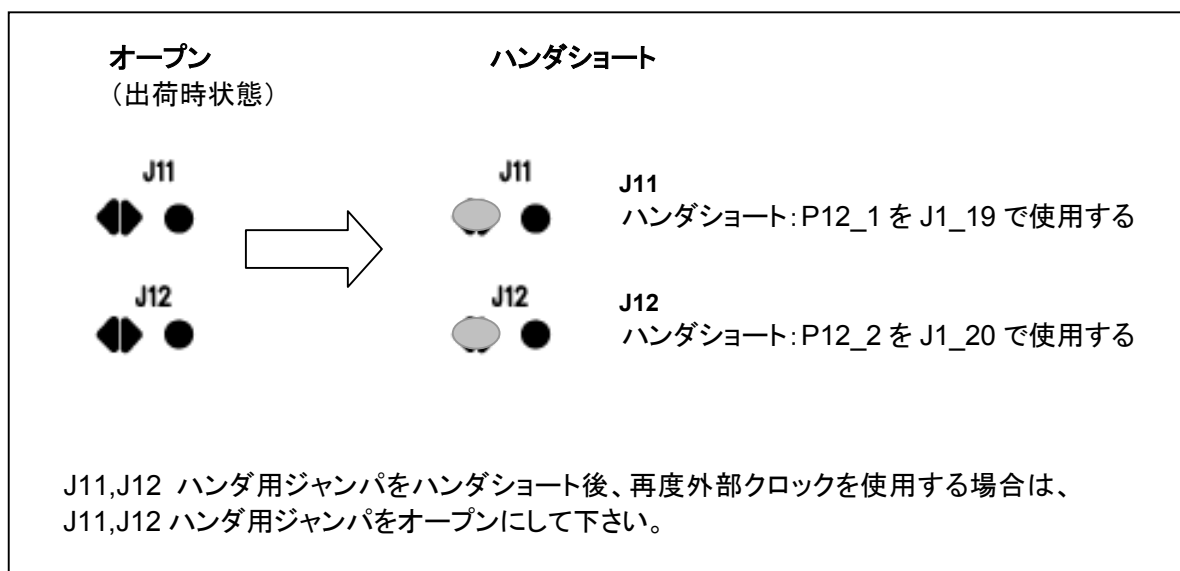 オープン
ハンダショート
（出荷時状態）
J11
J11
J11
ハンダショート：P12_1 を J1_19 で使用する
J12
J12
J12
ハンダショート：P12_2 を J1_20 で使用する
J11,J12 ハンダ用ジャンパをハンダショート後、再度外部クロックを使用する場合は、
J11,J12 ハンダ用ジャンパをオープンにして下さい。